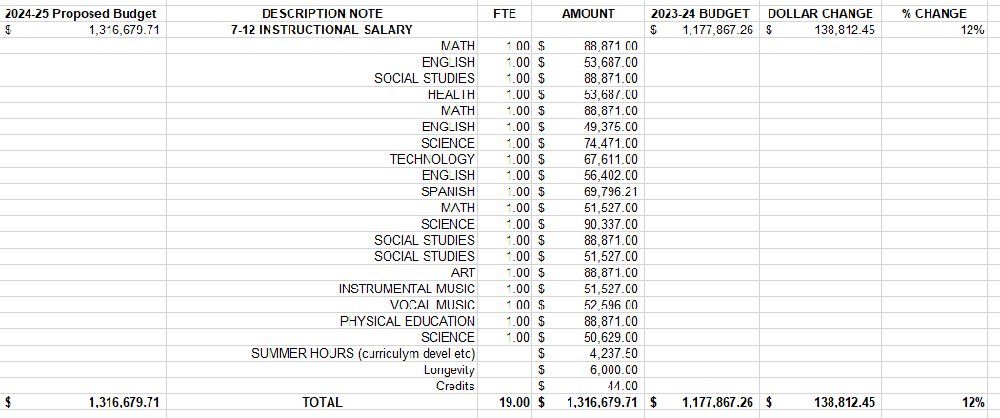 2024-25 Proposed Budget DESCRIPTION NOTE FTE AMOUNT 2023-24 BUDGET DOLLAR CHANGE % CHANGE
$ 1,316,679.71 7-12 INSTRUCTIONAL SALARY $ 1,177,867.26 $ 138,812.45 12%
MATH 1.00 $ 88,871.00
ENGLISH 1.00 $ 53,687.00
SOCIAL STUDIES 1.00 $ 88,871.00
HEALTH 1.00 $ 53,687.00
MATH 1.00 $ 88,871.00
ENGLISH 1.00 $ 49,375.00
SCIENCE 1.00 $ 74,471.00
TECHNOLOGY 1.00 $ 67,611.00
ENGLISH 1.00 $ 56,402.00
SPANISH 1.00 $ 69,796.21
MATH 1.00 $ 51,527.00
SCIENCE 1.00 $ 90,337.00
SOCIAL STUDIES 1.00 $ 88,871.00
SOCIAL STUDIES 1.00 $ 51,527.00
ART 1.00 $ 88,871.00
INSTRUMENTAL MUSIC 1.00 $ 51,527.00
VOCAL MUSIC 1.00 $ 52,596.00
PHYSICAL EDUCATION 1.00 $ 88,871.00
SCIENCE 1.00 $ 50,629.00
SUMMER HOURS (curriculym devel etc) $ 4,237.50
Longevity $ 6,000.00
Credits $ 44.00
$ 1,316,679.71 TOTAL 19.00 $ 1,316,679.71 $ 1,177,867.26 $ 138,812.45 12%